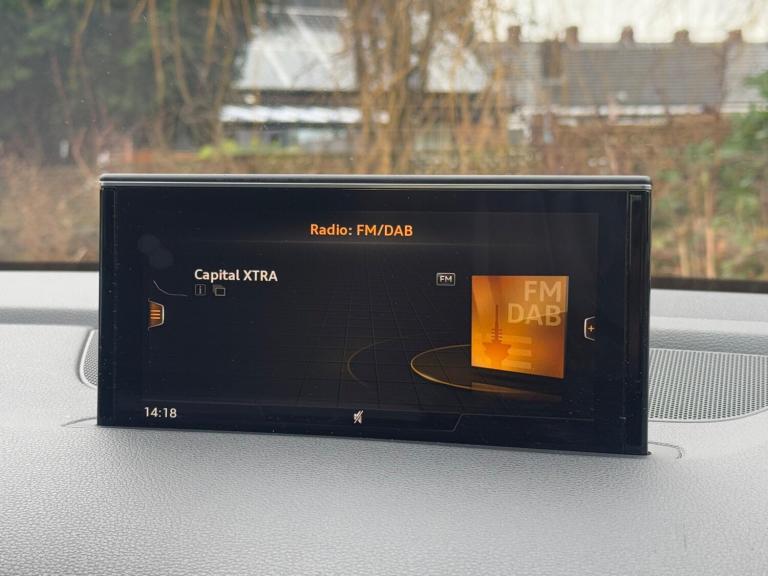 Radio: FM/DAB
Capital XTRA
FM
i
FM
DAB
14:18